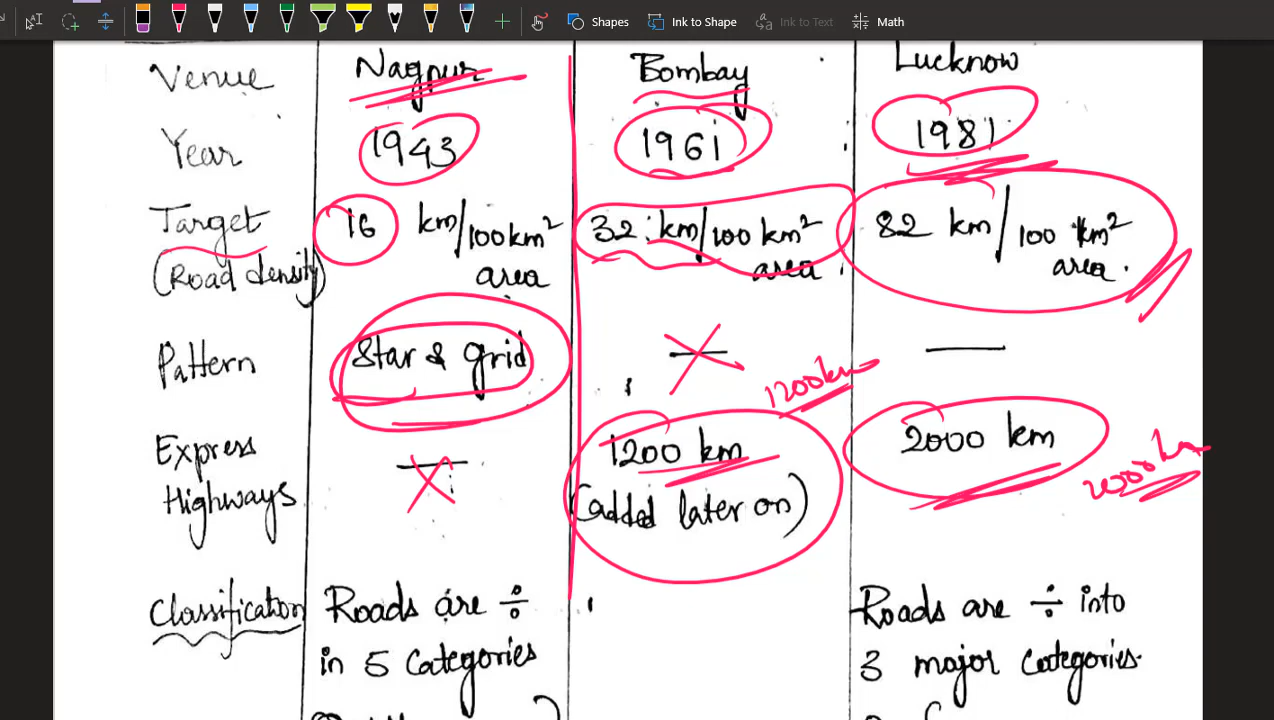 Shapes Ink to Shape Ink to Text Math
Venue Nagpur Bombay Lucknow
Year 1943 1961 1981
Target 16 km/100km² 32 km/100 km² 82 km/100 km²
(Road density) area area area.
Pattern Star & grid — —
1200km
Express — 1200 km 2000 km
2000km
Highways (added later on)
Classification Roads are ÷ Roads are ÷ into
in 5 categories 3 major categories.